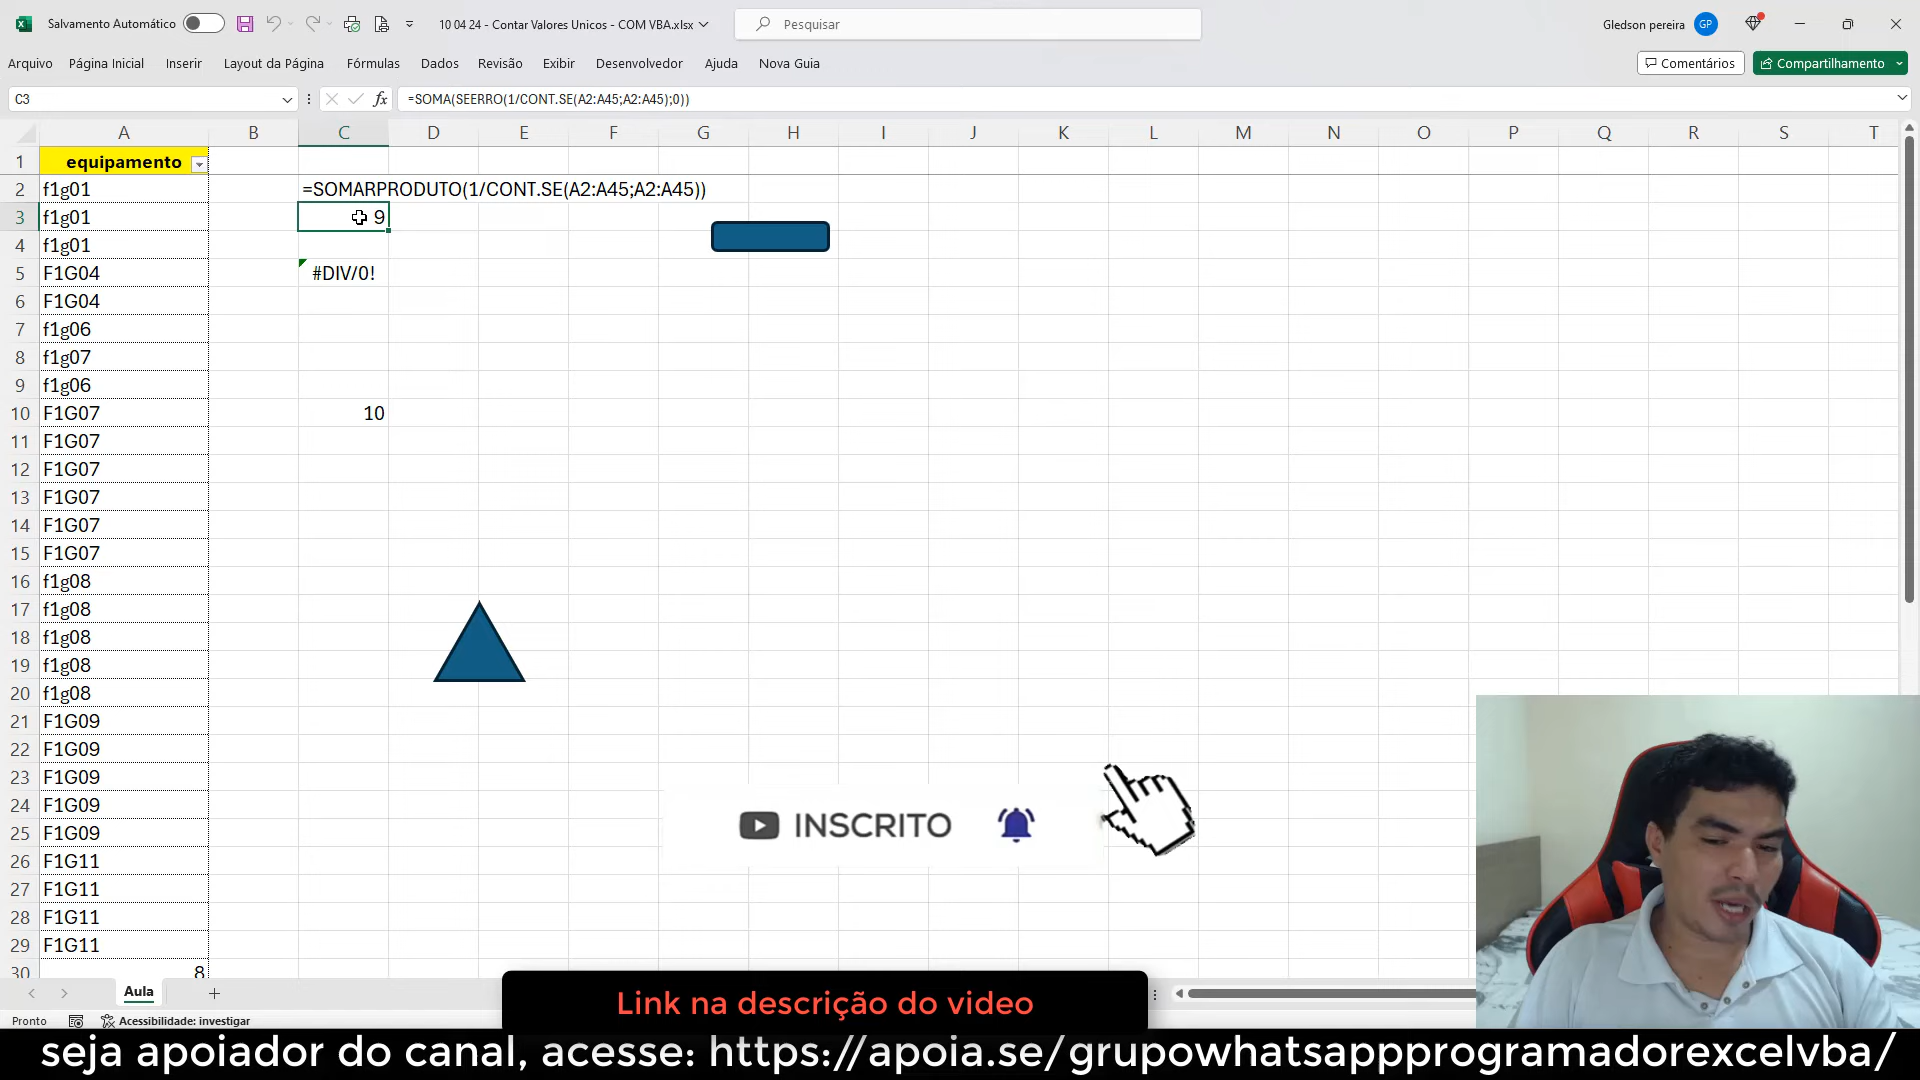 Salvamento Automático
10 04 24 - Contar Valores Unicos - COM VBA.xlsx
Pesquisar
Gledson pereira
GP
Arquivo
Página Inicial
Inserir
Layout da Página
Fórmulas
Dados
Revisão
Exibir
Desenvolvedor
Ajuda
Nova Guia
Comentários
Compartilhamento
C3
fx
=SOMA(SEERRO(1/CONT.SE(A2:A45;A2:A45);0))
A B C D E F G H I J K L M N O P Q R S T
1 equipamento
2 f1g01 =SOMARPRODUTO(1/CONT.SE(A2:A45;A2:A45))
3 f1g01 9
4 f1g01
5 F1G04 #DIV/0!
6 F1G04
7 f1g06
8 f1g07
9 f1g06
10 F1G07 10
11 F1G07
12 F1G07
13 F1G07
14 F1G07
15 F1G07
16 f1g08
17 f1g08
18 f1g08
19 f1g08
20 f1g08
21 F1G09
22 F1G09
23 F1G09
24 F1G09
25 F1G09
26 F1G11
27 F1G11
28 F1G11
29 F1G11
30 8
INSCRITO
Aula
Link na descrição do video
Pronto
Acessibilidade: investigar
seja apoiador do canal, acesse: https://apoia.se/grupowhatsappprogramadorexcelvba/